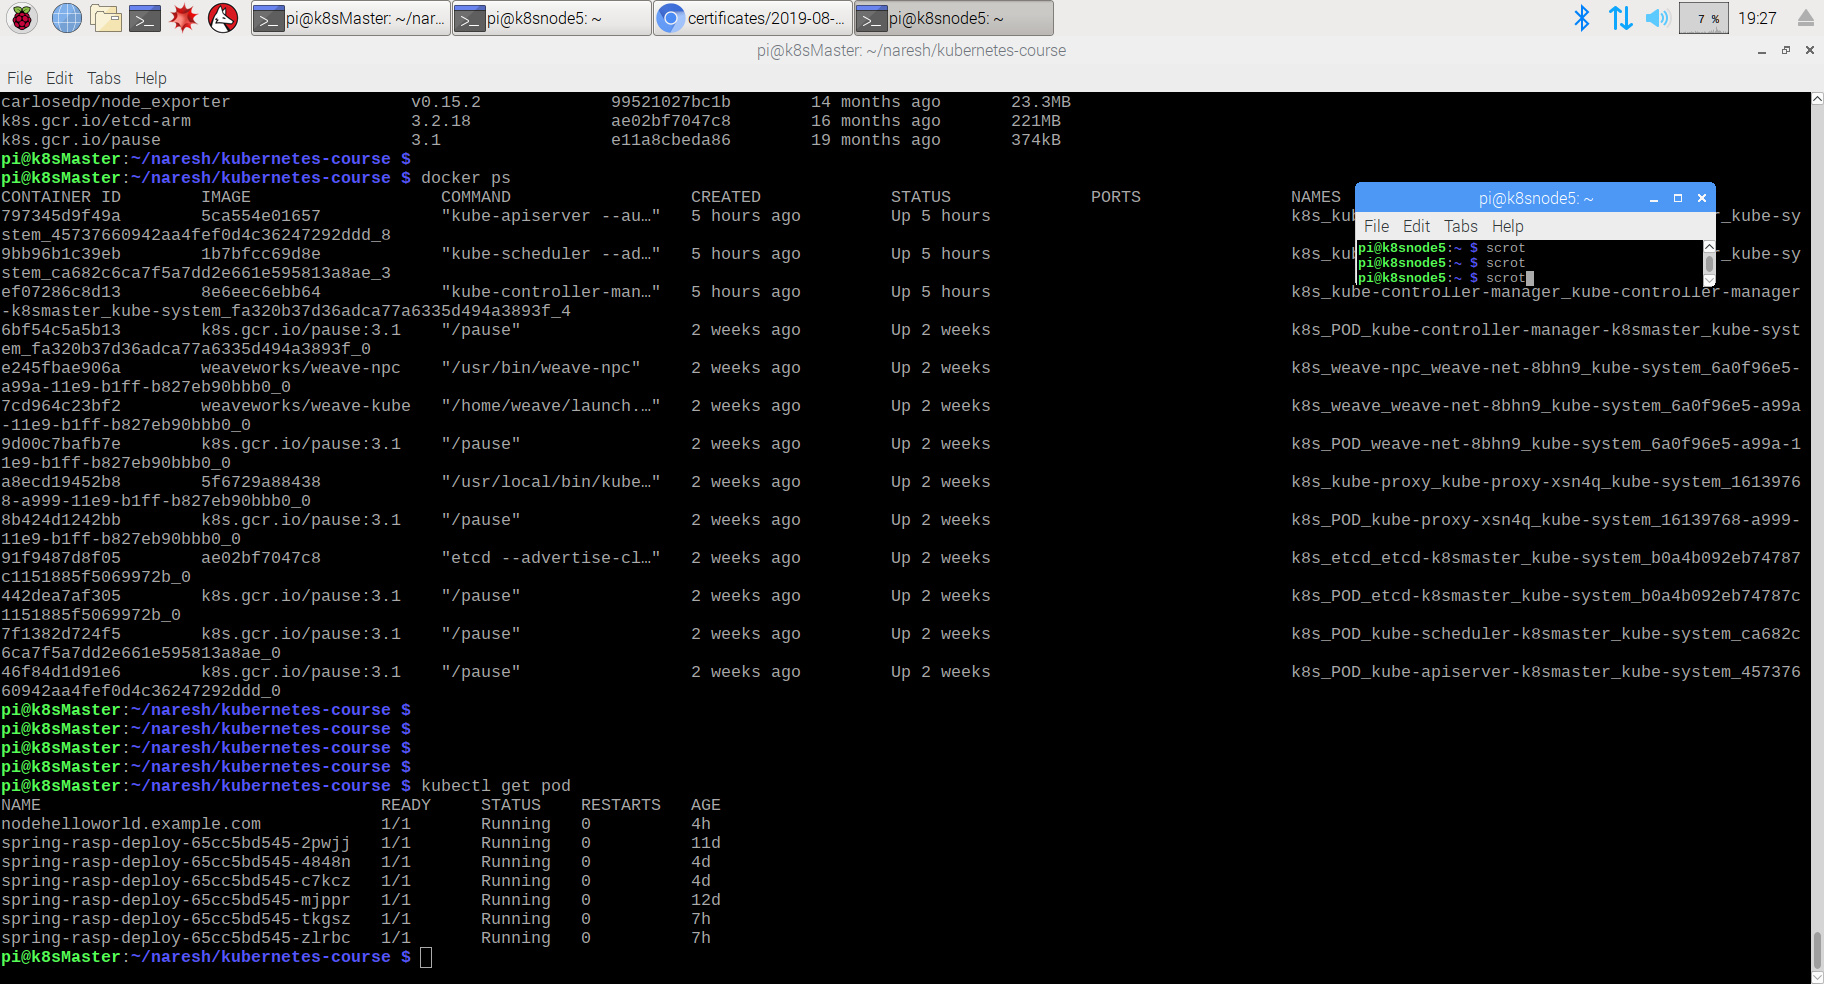 pi@k8sMaster: ~/nar...
pi@k8snode5: ~
certificates/2019-08-...
pi@k8snode5: ~
7 %
19:27
pi@k8sMaster: ~/naresh/kubernetes-course
File Edit Tabs Help
carlosedp/node_exporter v0.15.2 99521027bc1b 14 months ago 23.3MB
k8s.gcr.io/etcd-arm 3.2.18 ae02bf7047c8 16 months ago 221MB
k8s.gcr.io/pause 3.1 e11a8cbeda86 19 months ago 374kB
pi@k8sMaster:~/naresh/kubernetes-course $
pi@k8sMaster:~/naresh/kubernetes-course $ docker ps
CONTAINER ID IMAGE COMMAND CREATED STATUS PORTS NAMES
797345d9f49a 5ca554e01657 "kube-apiserver --au…" 5 hours ago Up 5 hours k8s_ku r_kube-sy
stem_45737660942aa4fef0d4c36247292ddd_8
9bb96b1c39eb 1b7bfcc69d8e "kube-scheduler --ad…" 5 hours ago Up 5 hours k8s_ku r_kube-sy
stem_ca682c6ca7f5a7dd2e661e595813a8ae_3
ef07286c8d13 8e6eec6ebb64 "kube-controller-man…" 5 hours ago Up 5 hours k8s_kube-controller-manager_kube-controller-manager
-k8smaster_kube-system_fa320b37d36adca77a6335d494a3893f_4
6bf54c5a5b13 k8s.gcr.io/pause:3.1 "/pause" 2 weeks ago Up 2 weeks k8s_POD_kube-controller-manager-k8smaster_kube-syst
em_fa320b37d36adca77a6335d494a3893f_0
e245fbae906a weaveworks/weave-npc "/usr/bin/weave-npc" 2 weeks ago Up 2 weeks k8s_weave-npc_weave-net-8bhn9_kube-system_6a0f96e5-
a99a-11e9-b1ff-b827eb90bbb0_0
7cd964c23bf2 weaveworks/weave-kube "/home/weave/launch.…" 2 weeks ago Up 2 weeks k8s_weave_weave-net-8bhn9_kube-system_6a0f96e5-a99a
-11e9-b1ff-b827eb90bbb0_0
9d00c7bafb7e k8s.gcr.io/pause:3.1 "/pause" 2 weeks ago Up 2 weeks k8s_POD_weave-net-8bhn9_kube-system_6a0f96e5-a99a-1
1e9-b1ff-b827eb90bbb0_0
a8ecd19452b8 5f6729a88438 "/usr/local/bin/kube…" 2 weeks ago Up 2 weeks k8s_kube-proxy_kube-proxy-xsn4q_kube-system_1613976
8-a999-11e9-b1ff-b827eb90bbb0_0
8b424d1242bb k8s.gcr.io/pause:3.1 "/pause" 2 weeks ago Up 2 weeks k8s_POD_kube-proxy-xsn4q_kube-system_16139768-a999-
11e9-b1ff-b827eb90bbb0_0
91f9487d8f05 ae02bf7047c8 "etcd --advertise-cl…" 2 weeks ago Up 2 weeks k8s_etcd_etcd-k8smaster_kube-system_b0a4b092eb74787
c1151885f5069972b_0
442dea7af305 k8s.gcr.io/pause:3.1 "/pause" 2 weeks ago Up 2 weeks k8s_POD_etcd-k8smaster_kube-system_b0a4b092eb74787c
1151885f5069972b_0
7f1382d724f5 k8s.gcr.io/pause:3.1 "/pause" 2 weeks ago Up 2 weeks k8s_POD_kube-scheduler-k8smaster_kube-system_ca682c
6ca7f5a7dd2e661e595813a8ae_0
46f84d1d91e6 k8s.gcr.io/pause:3.1 "/pause" 2 weeks ago Up 2 weeks k8s_POD_kube-apiserver-k8smaster_kube-system_457376
60942aa4fef0d4c36247292ddd_0
pi@k8sMaster:~/naresh/kubernetes-course $
pi@k8sMaster:~/naresh/kubernetes-course $
pi@k8sMaster:~/naresh/kubernetes-course $
pi@k8sMaster:~/naresh/kubernetes-course $
pi@k8sMaster:~/naresh/kubernetes-course $ kubectl get pod
NAME READY STATUS RESTARTS AGE
nodehelloworld.example.com 1/1 Running 0 4h
spring-rasp-deploy-65cc5bd545-2pwjj 1/1 Running 0 11d
spring-rasp-deploy-65cc5bd545-4848n 1/1 Running 0 4d
spring-rasp-deploy-65cc5bd545-c7kcz 1/1 Running 0 4d
spring-rasp-deploy-65cc5bd545-mjppr 1/1 Running 0 12d
spring-rasp-deploy-65cc5bd545-tkgsz 1/1 Running 0 7h
spring-rasp-deploy-65cc5bd545-zlrbc 1/1 Running 0 7h
pi@k8sMaster:~/naresh/kubernetes-course $
pi@k8snode5: ~
File Edit Tabs Help
pi@k8snode5:~ $ scrot
pi@k8snode5:~ $ scrot
pi@k8snode5:~ $ scrot